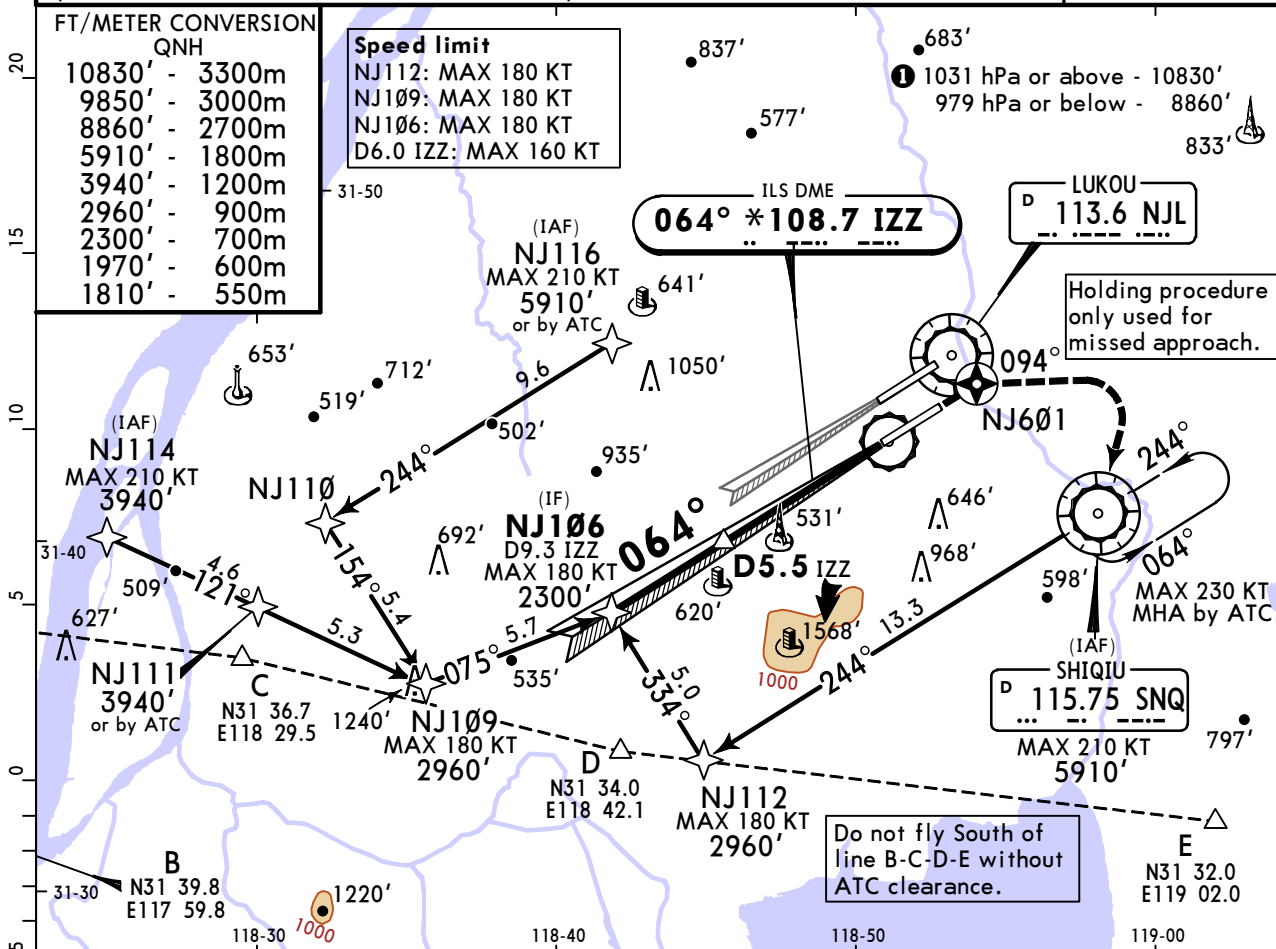 FT/METER CONVERSION
QNH
10830' - 3300m
9850' - 3000m
8860' - 2700m
5910' - 1800m
3940' - 1200m
2960' - 900m
2300' - 700m
1970' - 600m
1810' - 550m
Speed limit
NJ112: MAX 180 KT
NJ1Ø9: MAX 180 KT
NJ1Ø6: MAX 180 KT
D6.0 IZZ: MAX 160 KT
837'
683'
1 1031 hPa or above - 10830'
979 hPa or below - 8860'
577'
833'
20
31-50
ILS DME
064° *108.7 IZZ
LUKOU
D 113.6 NJL
15
(IAF)
NJ116
MAX 210 KT
5910'
or by ATC
641'
Holding procedure
only used for
missed approach.
653'
1050'
094°
9.6
712'
519'
502'
NJ6Ø1
10
(IAF)
NJ114
MAX 210 KT
3940'
244°
935'
244°
NJ11Ø
(IF)
NJ1Ø6
D9.3 IZZ
MAX 180 KT
2300'
064°
646'
531'
692'
31-40
154°
5.4
4.6
121°
509'
D5.5 IZZ
968'
064°
620'
598'
MAX 230 KT
MHA by ATC
5
627'
5.3
5.7
075°
535'
1568'
1000
13.3
244°
(IAF)
SHIQIU
D 115.75 SNQ
MAX 210 KT
5910'
NJ111
3940'
or by ATC
C
N31 36.7
E118 29.5
1240'
NJ1Ø9
MAX 180 KT
2960'
5.0
334°
797'
0
D
N31 34.0
E118 42.1
NJ112
MAX 180 KT
2960'
Do not fly South of
line B-C-D-E without
ATC clearance.
E
N31 32.0
E119 02.0
B
N31 39.8
E117 59.8
31-30
1220'
1000
5
118-30
118-40
118-50
119-00